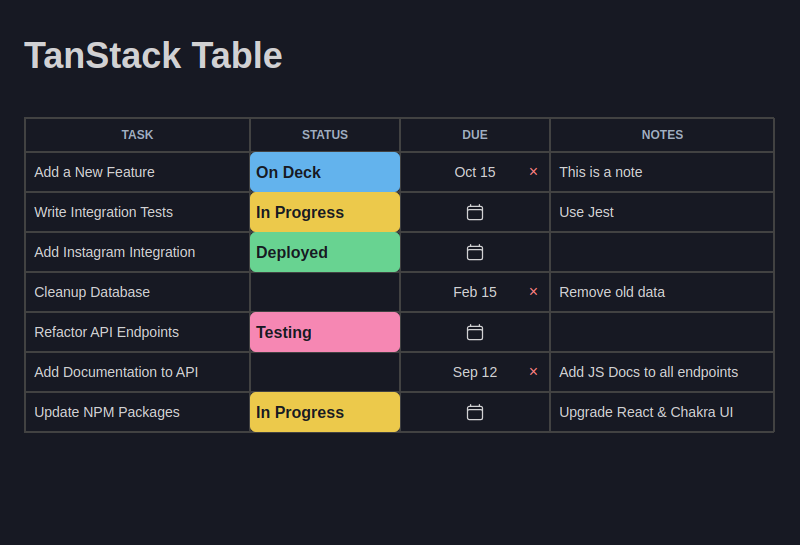 TanStack Table
TASK STATUS DUE NOTES
Add a New Feature On Deck Oct 15 × This is a note
Write Integration Tests In Progress Use Jest
Add Instagram Integration Deployed
Cleanup Database Feb 15 × Remove old data
Refactor API Endpoints Testing
Add Documentation to API Sep 12 × Add JS Docs to all endpoints
Update NPM Packages In Progress Upgrade React & Chakra UI